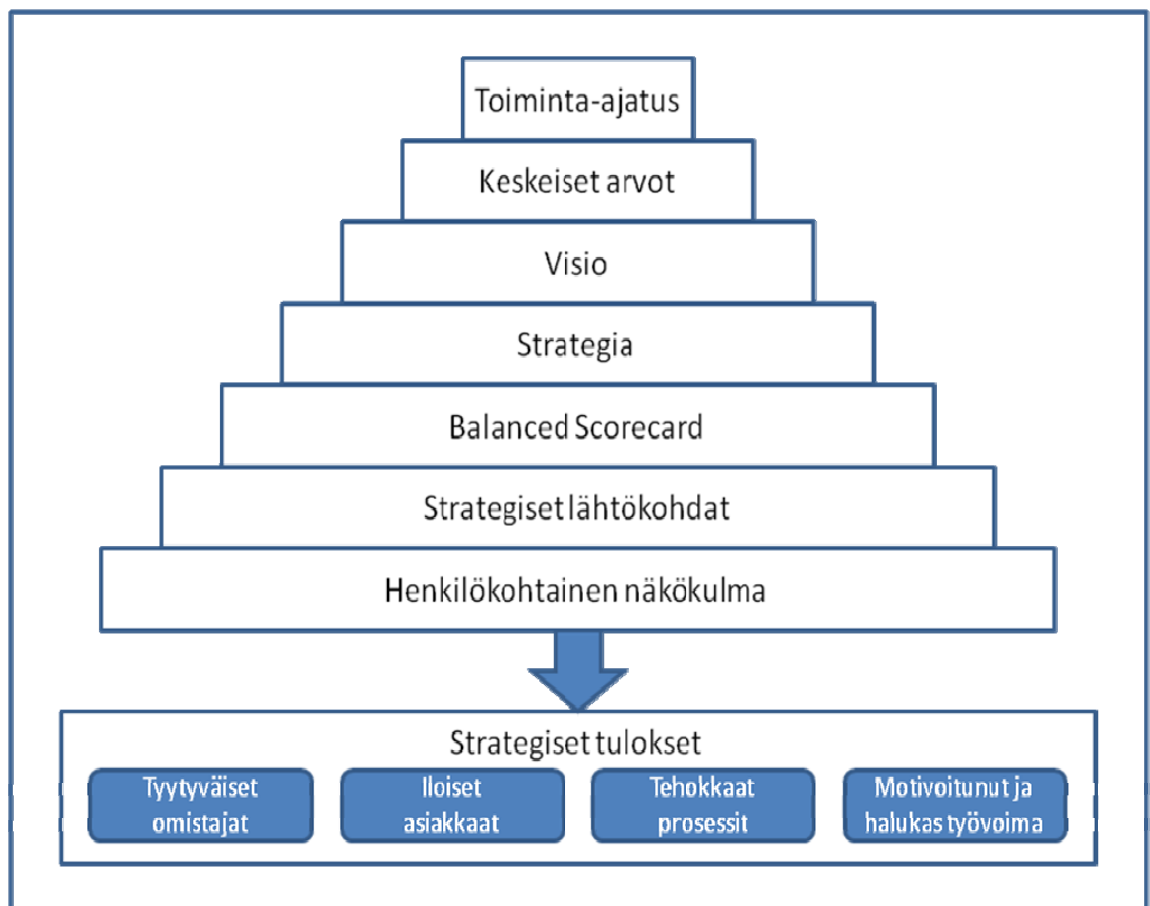 Toiminta-ajatus
Keskeiset arvot
Visio
Strategia
Balanced Scorecard
Strategiset lähtökohdat
Henkilökohtainen näkökulma
Strategiset tulokset
Tyytyväiset
omistajat
Iloiset
asiakkaat
Tehokkaat
prosessit
Motivoitunut ja
halukas työvoima